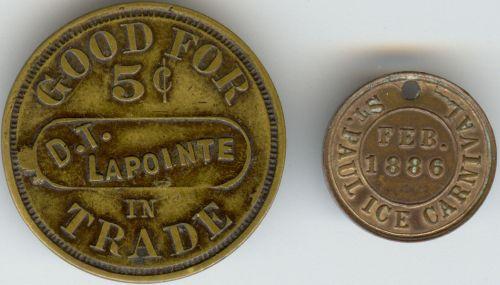 GOOD FOR
5¢
D.T.
LAPOINTE
IN
TRADE
ST. PAUL ICE CARNIVAL
FEB.
1886